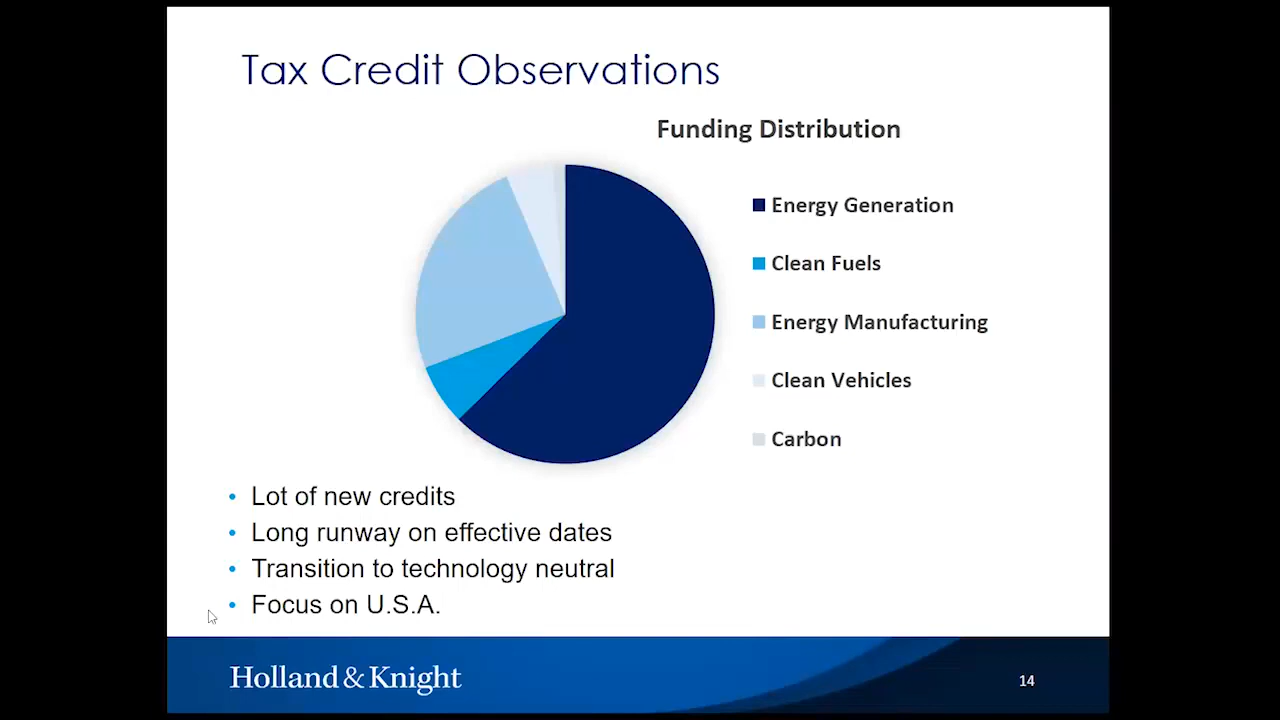 Tax Credit Observations
Funding Distribution
Energy Generation
Clean Fuels
Energy Manufacturing
Clean Vehicles
Carbon
• Lot of new credits
• Long runway on effective dates
• Transition to technology neutral
• Focus on U.S.A.
Holland & Knight
14